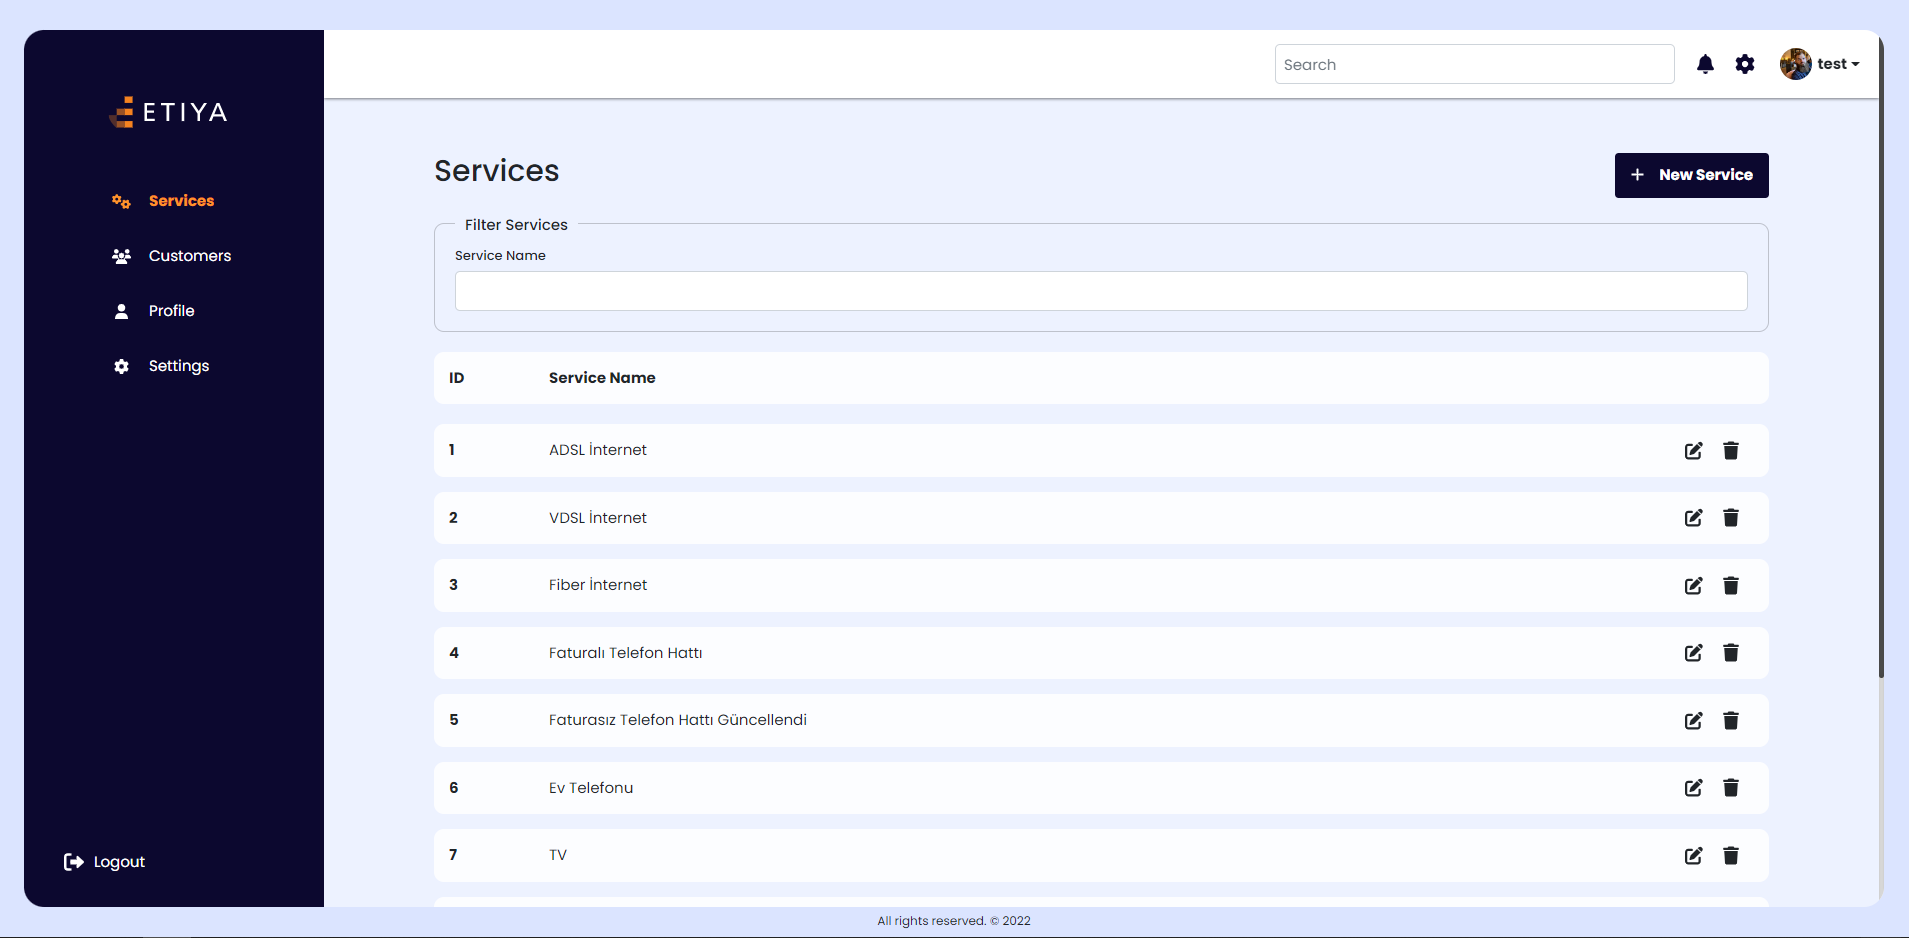 ETIYA
Search
test
Services
Customers
Profile
Settings
Logout
Services
New Service
Filter Services
Service Name
ID Service Name
1 ADSL İnternet
2 VDSL İnternet
3 Fiber İnternet
4 Faturalı Telefon Hattı
5 Faturasız Telefon Hattı Güncellendi
6 Ev Telefonu
7 TV
All rights reserved. © 2022